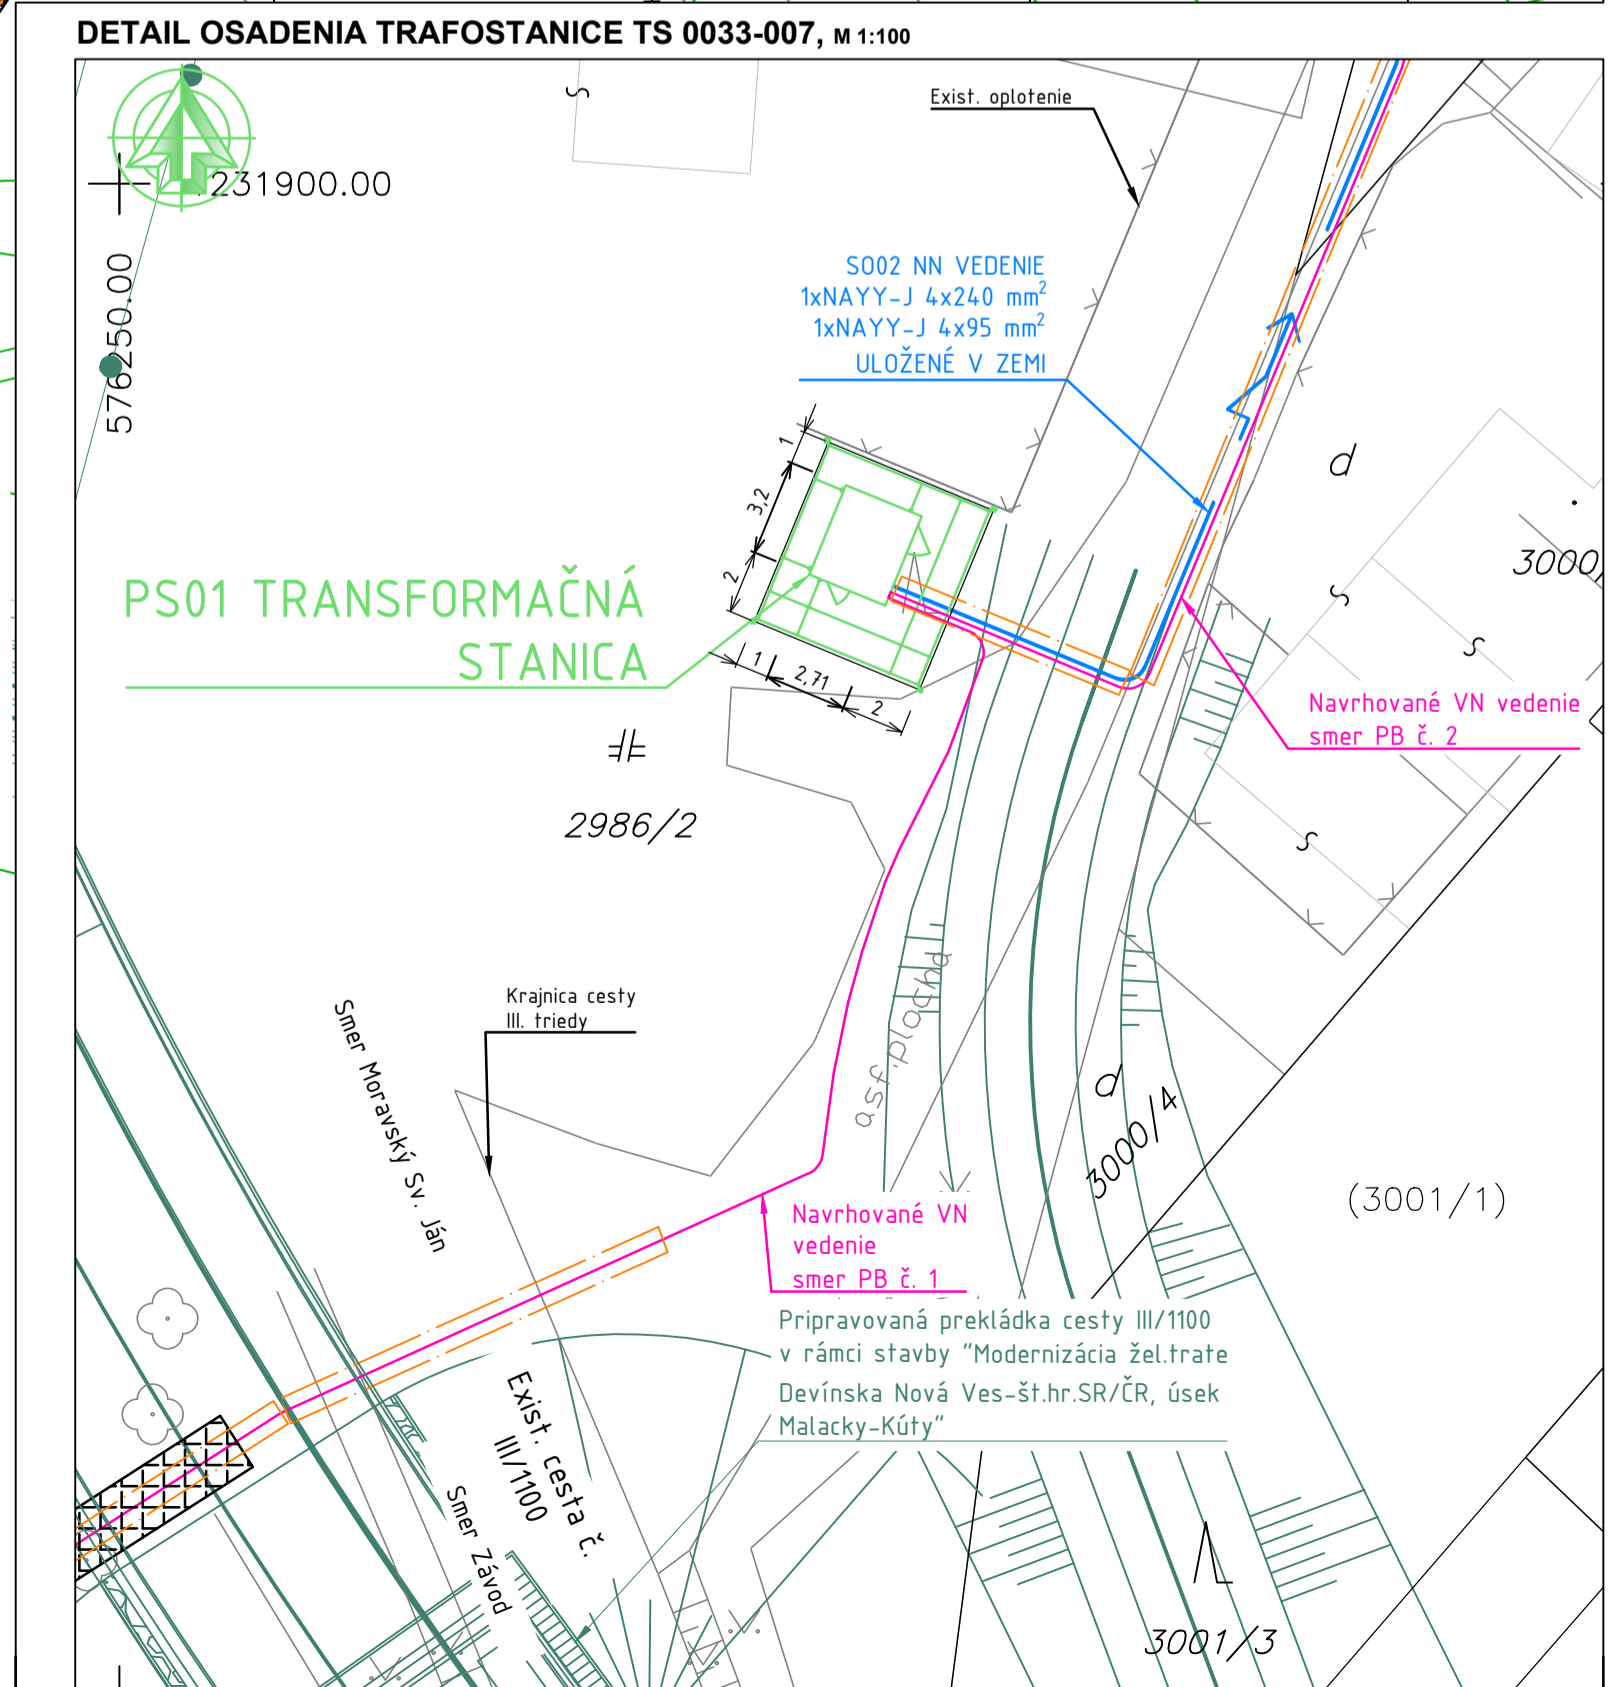 DETAIL OSADENIA TRAFOSTANICE TS 0033-007, M 1:100
S
Exist. oplotenie
231900.00
576250.00
SO02 NN VEDENIE
1xNAYY-J 4x240 mm²
1xNAYY-J 4x95 mm²
ULOŽENÉ V ZEMI
1
3,2
2
d
3000
S
S
PS01 TRANSFORMAČNÁ
STANICA
1
2,71
2
Navrhované VN vedenie
smer PB č. 2
2986/2
S
asf.plocha
Krajnica cesty
III. triedy
Smer Moravský Sv. Ján
d
3000/4
(3001/1)
Navrhované VN
vedenie
smer PB č. 1
Pripravovaná prekládka cesty III/1100
v rámci stavby "Modernizácia žel.trate
Devínska Nová Ves-št.hr.SR/ČR, úsek
Malacky-Kúty"
Exist. cesta č.
III/1100
Smer Závod
3001/3